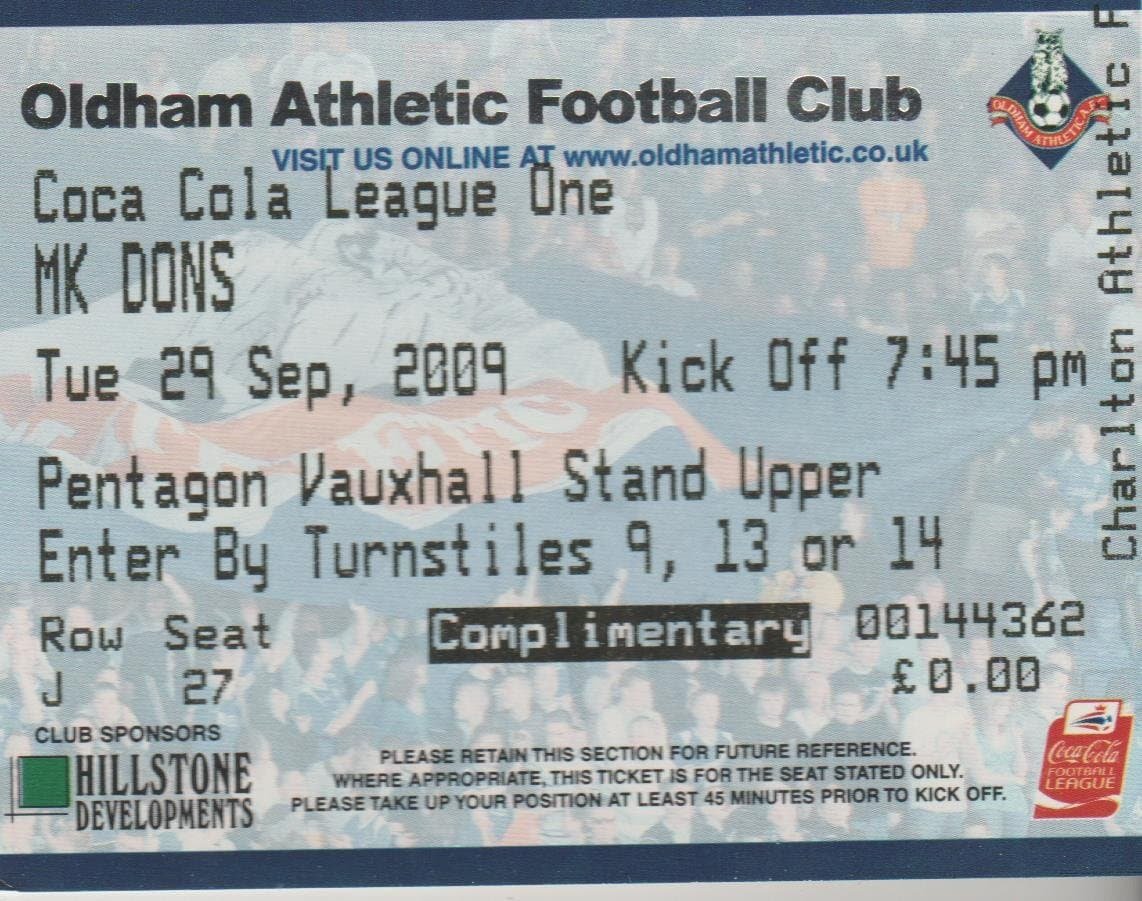 Oldham Athletic Football Club
VISIT US ONLINE AT www.oldhamathletic.co.uk
OLDHAM ATHLETIC A.F.C
Coca Cola League One
MK DONS
Tue 29 Sep, 2009 Kick Off 7:45 pm
Pentagon Vauxhall Stand Upper
Enter By Turnstiles 9, 13 or 14
Row Seat Complimentary 00144362
J 27 £0.00
CLUB SPONSORS
HILLSTONE
DEVELOPMENTS
PLEASE RETAIN THIS SECTION FOR FUTURE REFERENCE.
WHERE APPROPRIATE, THIS TICKET IS FOR THE SEAT STATED ONLY.
PLEASE TAKE UP YOUR POSITION AT LEAST 45 MINUTES PRIOR TO KICK OFF.
Coca-Cola
FOOTBALL
LEAGUE
Charlton Athletic F